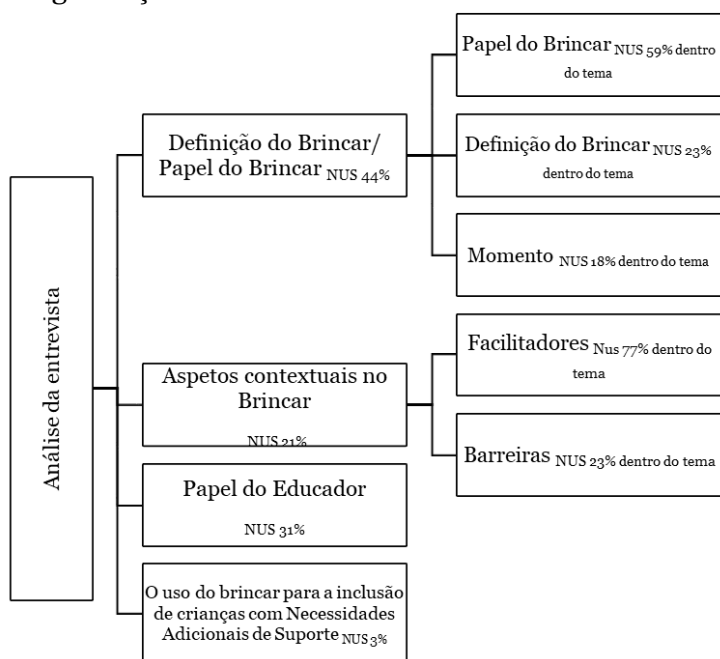 Análise da entrevista
Definição do Brincar/
Papel do Brincar NUS 44%
Papel do Brincar NUS 59% dentro
do tema
Definição do Brincar NUS 23%
dentro do tema
Momento NUS 18% dentro do tema
Aspetos contextuais no
Brincar
NUS 21%
Facilitadores Nus 77% dentro do
tema
Barreiras NUS 23% dentro do tema
Papel do Educador
NUS 31%
O uso do brincar para a inclusão
de crianças com Necessidades
Adicionais de Suporte NUS 3%